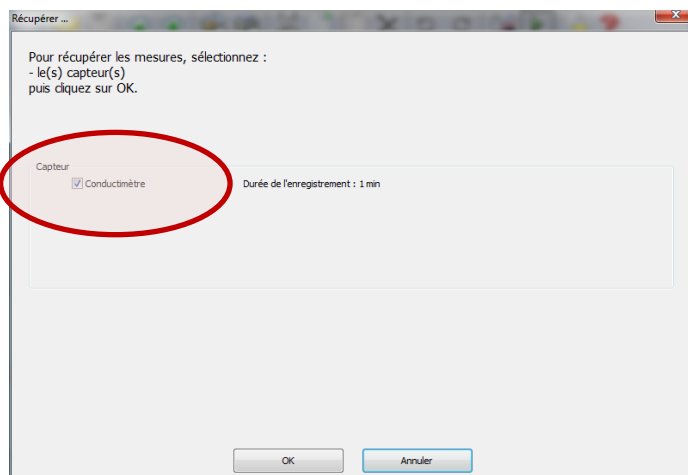 Récupérer ...
Pour récupérer les mesures, sélectionnez :
- le(s) capteur(s)
puis cliquez sur OK.
Capteur
Conductimètre
Durée de l'enregistrement : 1 min
OK
Annuler